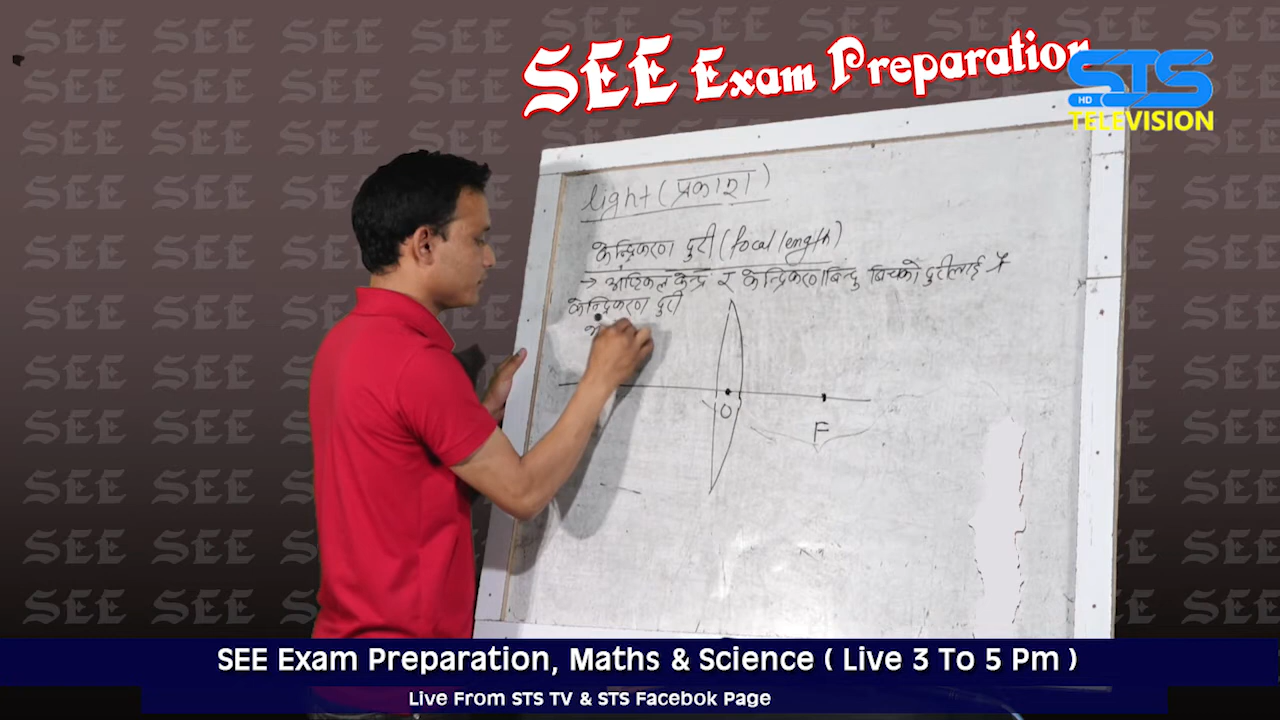 SEE Exam Preparation
STS
HD
TELEVISION
light (प्रकाश)
केन्द्रिकरण दुरी (focal length)
→ अप्टिकल केन्द्र र केन्द्रिकरण बिन्दु बिचको दुरीलाई नै
केन्द्रिकरण दुरी
O
F
SEE Exam Preparation, Maths & Science ( Live 3 To 5 Pm )
Live From STS TV & STS Facebok Page